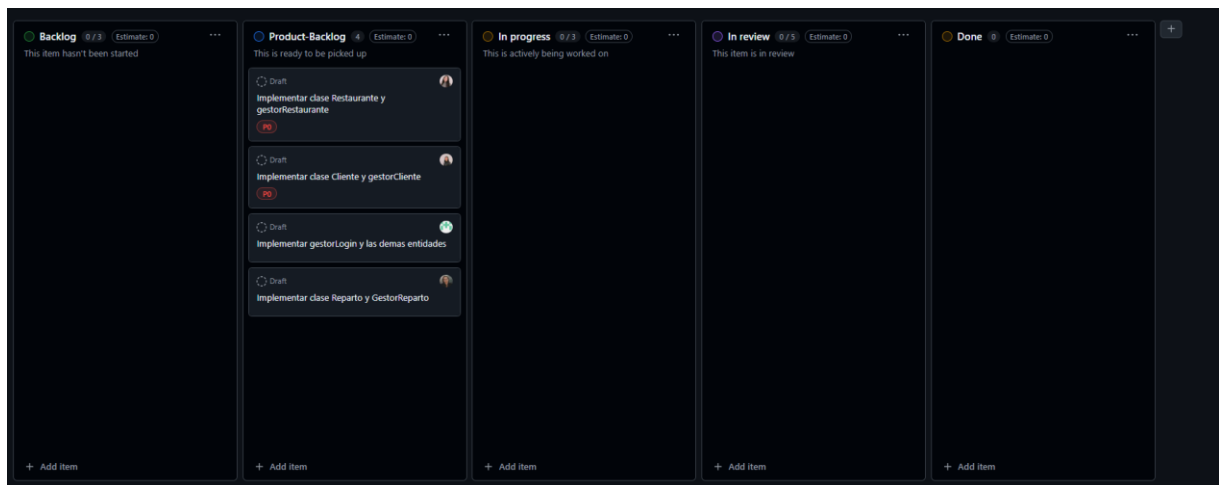 Backlog 0 / 3 Estimate: 0 ...
This item hasn't been started
+ Add item
Product-Backlog 4 Estimate: 0 ...
This is ready to be picked up
Draft
Implementar clase Restaurante y
gestorRestaurante
P0
Draft
Implementar clase Cliente y gestorCliente
P0
Draft
Implementar gestorLogin y las demas entidades
Draft
Implementar clase Reparto y GestorReparto
+ Add item
In progress 0 / 3 Estimate: 0 ...
This is actively being worked on
+ Add item
In review 0 / 5 Estimate: 0 ...
This item is in review
+ Add item
Done 0 Estimate: 0 ...
+ Add item
+